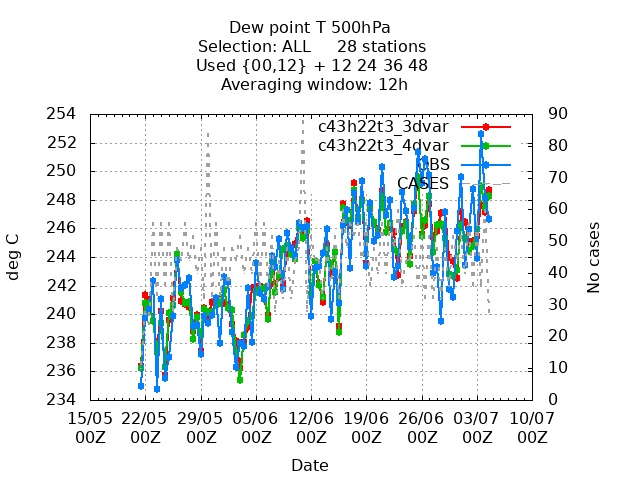 Dew point T 500hPa
Selection: ALL     28 stations
Used {00,12} + 12 24 36 48
Averaging window: 12h
254 90
252 80
250 70
248 60
246 50
244 40
242 30
240 20
238 10
236 0
234
deg C
No cases
c43h22t3_3dvar
c43h22t3_4dvar
OBS
CASES
15/05 22/05 29/05 05/06 12/06 19/06 26/06 03/07 10/07
00Z 00Z 00Z 00Z 00Z 00Z 00Z 00Z 00Z
Date